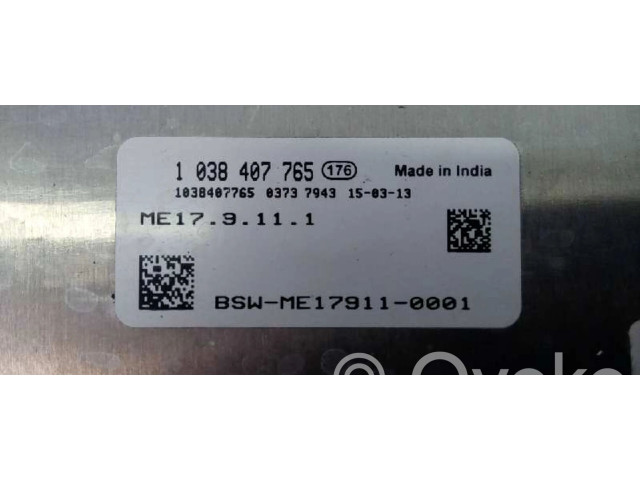 1 038 407 765 176 Made in India
1038407765 0373 7943 15-03-13
ME17.9.11.1
BSW-ME17911-0001